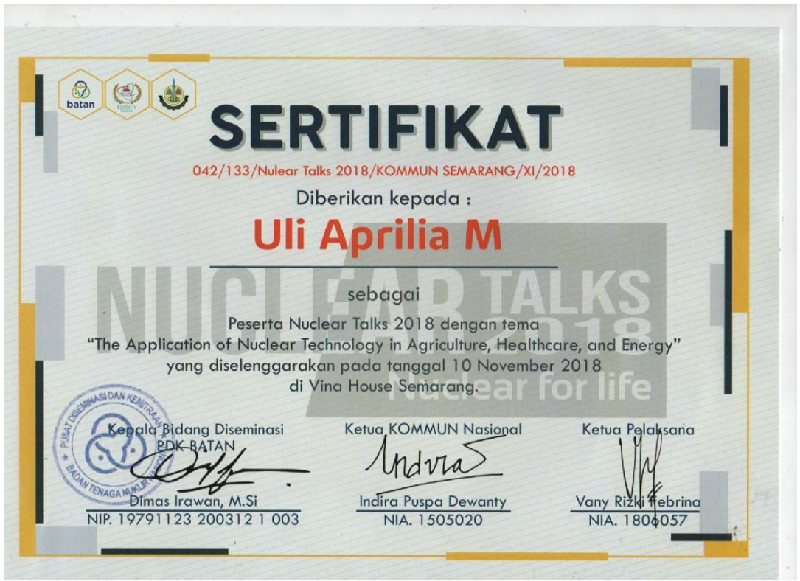 batan
SERTIFIKAT
042/133/Nulear Talks 2018/KOMMUN SEMARANG/XI/2018
Diberikan kepada :
Uli Aprilia M
NUCLEAR TALKS
2018
Nuclear for life
sebagai
Peserta Nuclear Talks 2018 dengan tema
"The Application of Nuclear Technology in Agriculture, Healthcare, and Energy"
yang diselenggarakan pada tanggal 10 November 2018
di Vina House Semarang.
PUSAT DISEMINASI DAN KEMITRAAN
BADAN TENAGA NUKLIR
Kepala Bidang Diseminasi
PDK-BATAN
Dimas Irawan, M.Si
NIP. 19791123 200312 1 003
Ketua KOMMUN Nasional
Indira Puspa Dewanty
NIA. 1505020
Ketua Pelaksana
Vany Rizki Febrina
NIA. 1806057